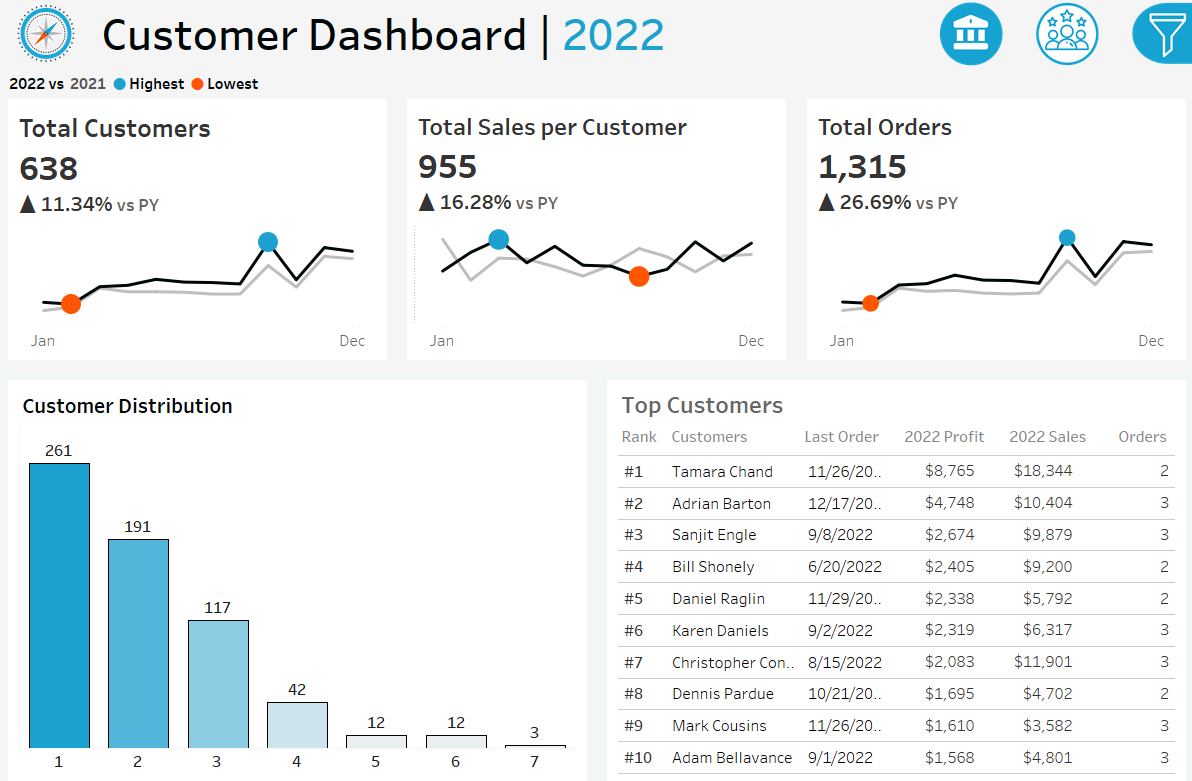 Customer Dashboard | 2022
2022 vs 2021 Highest Lowest
Total Customers
638
▲ 11.34% vs PY
Jan Dec
Total Sales per Customer
955
▲ 16.28% vs PY
Jan Dec
Total Orders
1,315
▲ 26.69% vs PY
Jan Dec
Customer Distribution
261
191
117
42
12
12
3
1 2 3 4 5 6 7
Top Customers
Rank Customers Last Order 2022 Profit 2022 Sales Orders
#1 Tamara Chand 11/26/20.. $8,765 $18,344 2
#2 Adrian Barton 12/17/20.. $4,748 $10,404 3
#3 Sanjit Engle 9/8/2022 $2,674 $9,879 3
#4 Bill Shonely 6/20/2022 $2,405 $9,200 2
#5 Daniel Raglin 11/29/20.. $2,338 $5,792 2
#6 Karen Daniels 9/2/2022 $2,319 $6,317 3
#7 Christopher Con.. 8/15/2022 $2,083 $11,901 3
#8 Dennis Pardue 10/21/20.. $1,695 $4,702 2
#9 Mark Cousins 11/26/20.. $1,610 $3,582 3
#10 Adam Bellavance 9/1/2022 $1,568 $4,801 3